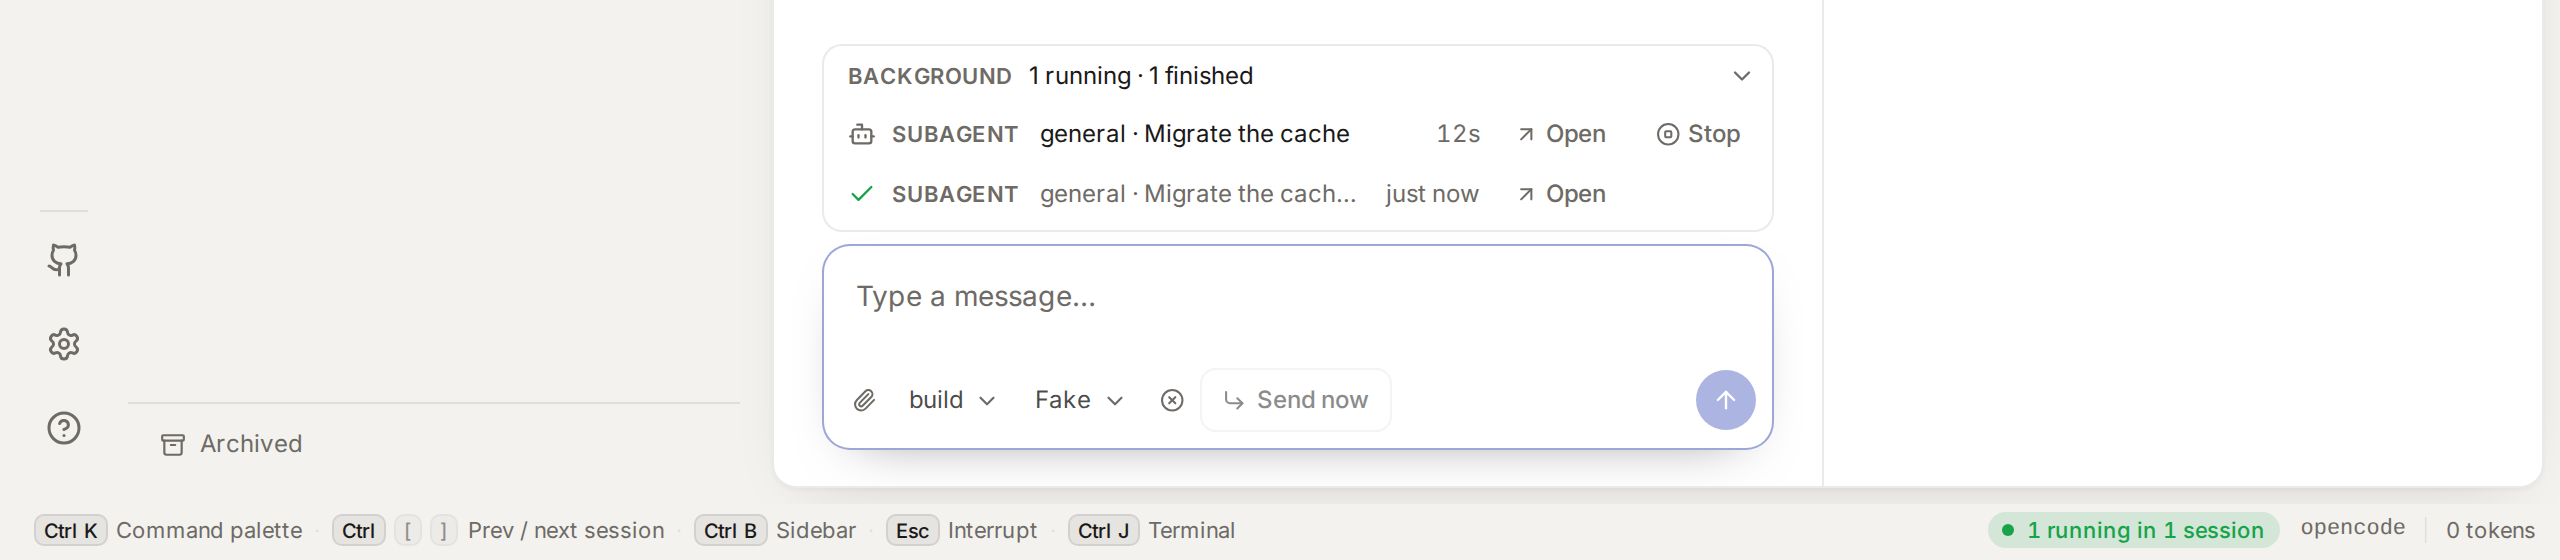 BACKGROUND 1 running · 1 finished
SUBAGENT general · Migrate the cache 12s Open Stop
SUBAGENT general · Migrate the cach... just now Open
Type a message...
build Fake Send now
Archived
Ctrl K Command palette · Ctrl [ ] Prev / next session · Ctrl B Sidebar · Esc Interrupt · Ctrl J Terminal
1 running in 1 session opencode 0 tokens